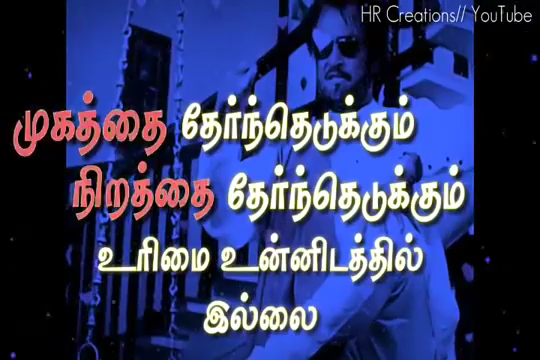 HR Creations// YouTube
முகத்தை தேர்ந்தெடுக்கும்
நிறத்தை தேர்ந்தெடுக்கும்
உரிமை உன்னிடத்தில்
இல்லை